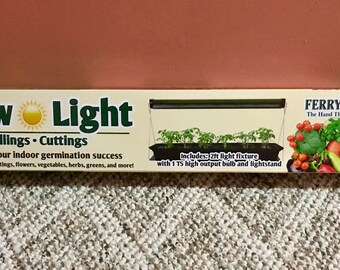 w Light
llings • Cuttings
our indoor germination success
ttings, flowers, vegetables, herbs, greens, and more!
Includes: 2ft light fixture
with 1 T5 high output bulb and lightstand
FERRY
The Hand Th